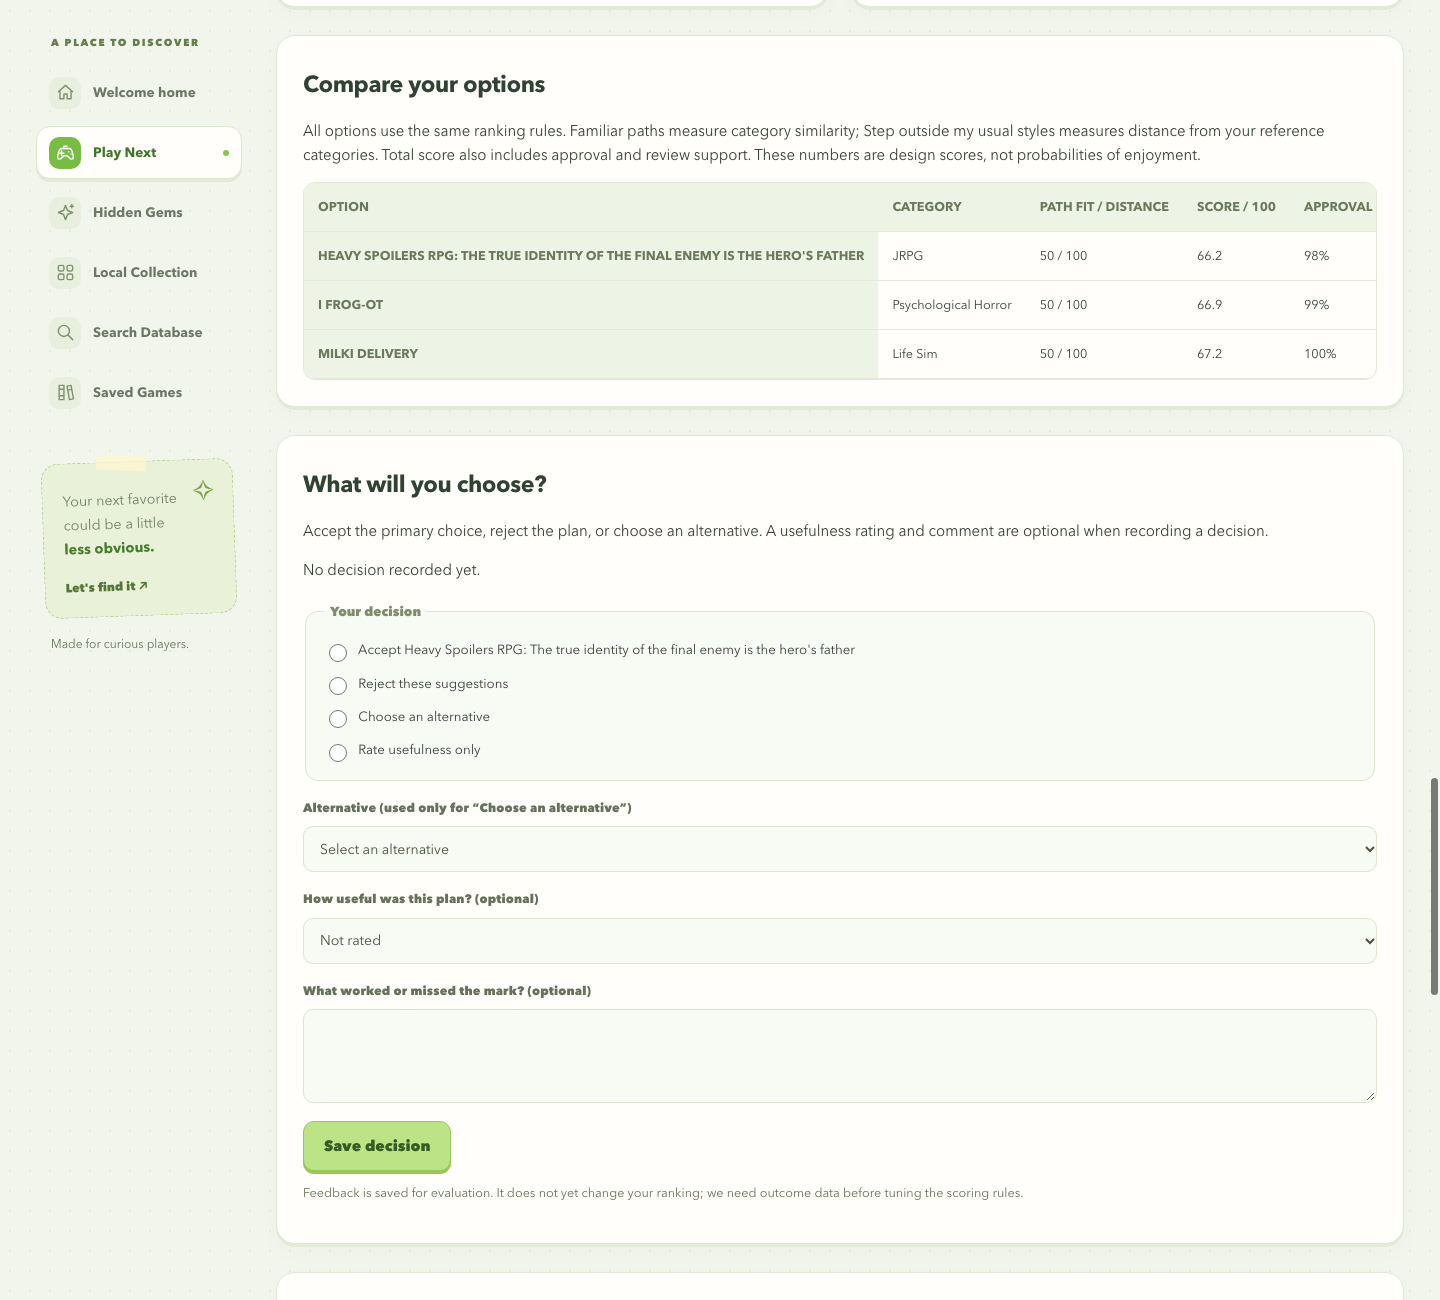 A PLACE TO DISCOVER
Welcome home
Play Next
Hidden Gems
Local Collection
Search Database
Saved Games
Your next favorite
could be a little
less obvious.
Let's find it ↗
Made for curious players.
Compare your options
All options use the same ranking rules. Familiar paths measure category similarity; Step outside my usual styles measures distance from your reference
categories. Total score also includes approval and review support. These numbers are design scores, not probabilities of enjoyment.
OPTION CATEGORY PATH FIT / DISTANCE SCORE / 100 APPROVAL
HEAVY SPOILERS RPG: THE TRUE IDENTITY OF THE FINAL ENEMY IS THE HERO'S FATHER JRPG 50 / 100 66.2 98%
I FROG-OT Psychological Horror 50 / 100 66.9 99%
MILKI DELIVERY Life Sim 50 / 100 67.2 100%
What will you choose?
Accept the primary choice, reject the plan, or choose an alternative. A usefulness rating and comment are optional when recording a decision.
No decision recorded yet.
Your decision
Accept Heavy Spoilers RPG: The true identity of the final enemy is the hero's father
Reject these suggestions
Choose an alternative
Rate usefulness only
Alternative (used only for “Choose an alternative”)
Select an alternative
How useful was this plan? (optional)
Not rated
What worked or missed the mark? (optional)
Save decision
Feedback is saved for evaluation. It does not yet change your ranking; we need outcome data before tuning the scoring rules.